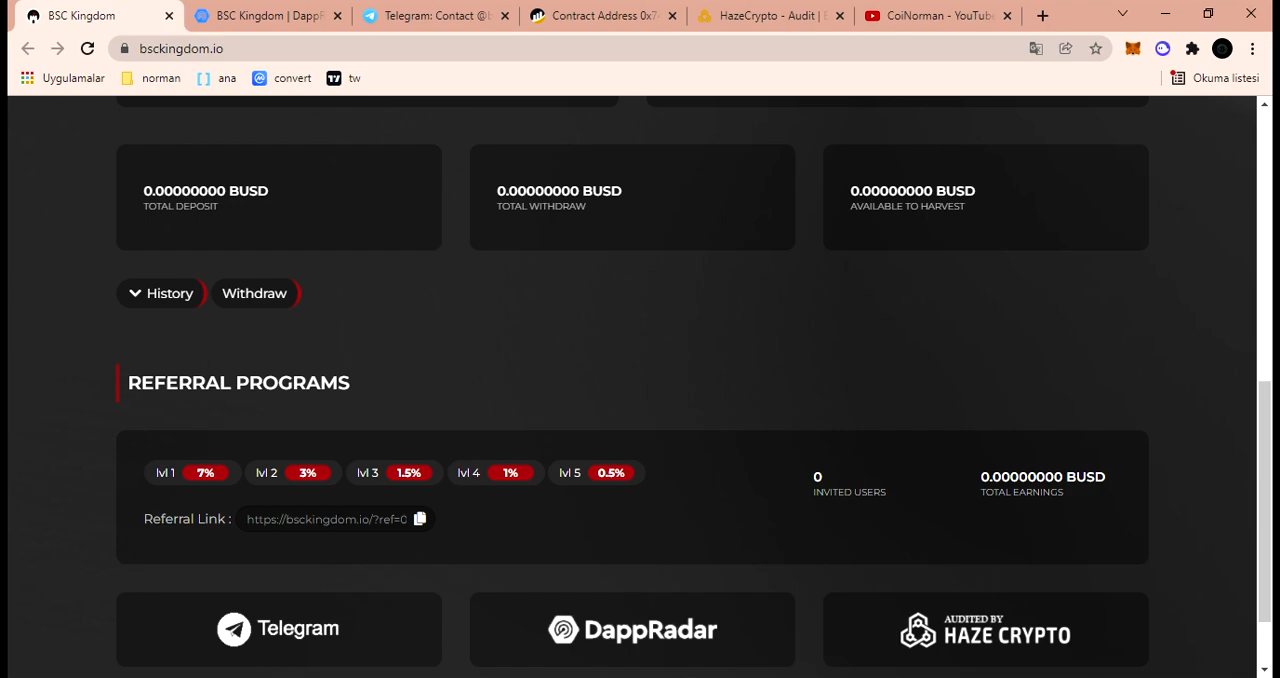 BSC Kingdom
BSC Kingdom | DappR
Telegram: Contact @b
Contract Address 0x7
HazeCrypto - Audit | B
CoiNorman - YouTube
bsckingdom.io
Uygulamalar
norman
[ ] ana
convert
tw
Okuma listesi
0.00000000 BUSD
TOTAL DEPOSIT
0.00000000 BUSD
TOTAL WITHDRAW
0.00000000 BUSD
AVAILABLE TO HARVEST
History
Withdraw
REFERRAL PROGRAMS
lvl 1 7% lvl 2 3% lvl 3 1.5% lvl 4 1% lvl 5 0.5%
0
INVITED USERS
0.00000000 BUSD
TOTAL EARNINGS
Referral Link : https://bsckingdom.io/?ref=0
Telegram
DappRadar
AUDITED BY
HAZE CRYPTO